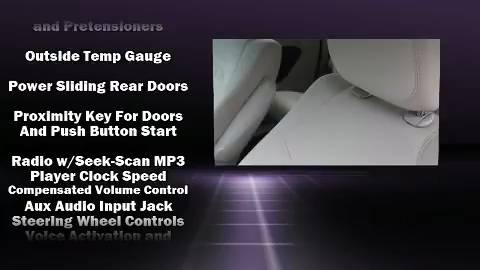 and Pretensioners
Outside Temp Gauge
Power Sliding Rear Doors
Proximity Key For Doors
And Push Button Start
Radio w/Seek-Scan MP3
Player Clock Speed
Compensated Volume Control
Aux Audio Input Jack
Steering Wheel Controls
Voice Activation and